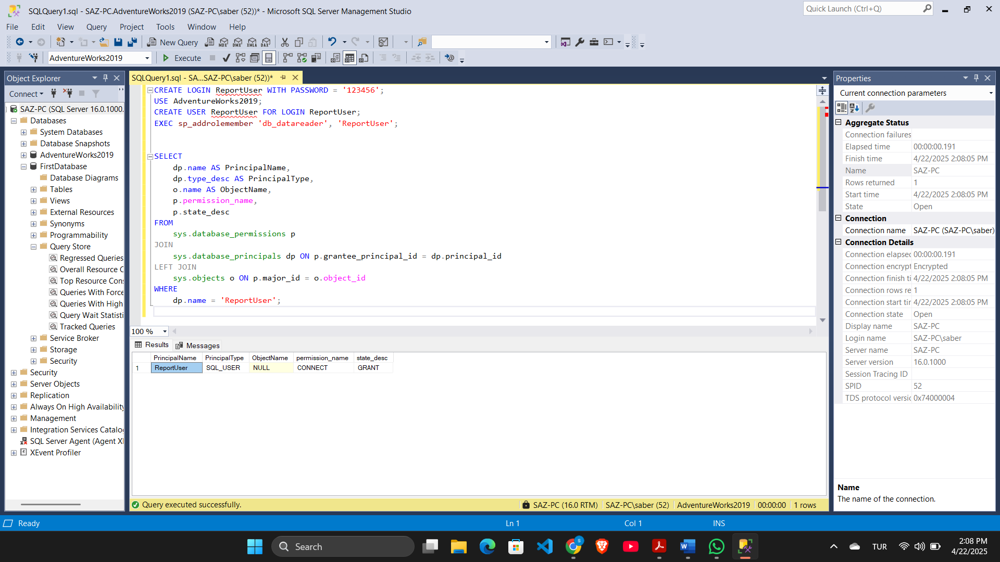 SQLQuery1.sql - SAZ-PC.AdventureWorks2019 (SAZ-PC\saber (52))* - Microsoft SQL Server Management Studio
Quick Launch (Ctrl+Q)
File Edit View Query Project Tools Window Help
New Query
MDX DMX XMLA DAX
AdventureWorks2019
Execute
Object Explorer
Connect
SAZ-PC (SQL Server 16.0.1000.
Databases
System Databases
Database Snapshots
AdventureWorks2019
FirstDatabase
Database Diagrams
Tables
Views
External Resources
Synonyms
Programmability
Query Store
Regressed Queries
Overall Resource C
Top Resource Cons
Queries With Force
Queries With High
Query Wait Statisti
Tracked Queries
Service Broker
Storage
Security
Security
Server Objects
Replication
Always On High Availability
Management
Integration Services Catalo
SQL Server Agent (Agent X
XEvent Profiler
SQLQuery1.sql - SA...SAZ-PC\saber (52))*
CREATE LOGIN ReportUser WITH PASSWORD = '123456';
USE AdventureWorks2019;
CREATE USER ReportUser FOR LOGIN ReportUser;
EXEC sp_addrolemember 'db_datareader', 'ReportUser';
SELECT
dp.name AS PrincipalName,
dp.type_desc AS PrincipalType,
o.name AS ObjectName,
p.permission_name,
p.state_desc
FROM
sys.database_permissions p
JOIN
sys.database_principals dp ON p.grantee_principal_id = dp.principal_id
LEFT JOIN
sys.objects o ON p.major_id = o.object_id
WHERE
dp.name = 'ReportUser';
100 %
Results Messages
PrincipalName PrincipalType ObjectName permission_name state_desc
1 ReportUser SQL_USER NULL CONNECT GRANT
Query executed successfully.
SAZ-PC (16.0 RTM) SAZ-PC\saber (52) AdventureWorks2019 00:00:00 1 rows
Properties
Current connection parameters
Aggregate Status
Connection failures
Elapsed time 00:00:00.191
Finish time 4/22/2025 2:08:05 PM
Name SAZ-PC
Rows returned 1
Start time 4/22/2025 2:08:05 PM
State Open
Connection
Connection name SAZ-PC (SAZ-PC\saber)
Connection Details
Connection elapsec 00:00:00.191
Connection encrypt Encrypted
Connection finish ti 4/22/2025 2:08:05 PM
Connection rows re 1
Connection start tir 4/22/2025 2:08:05 PM
Connection state Open
Display name SAZ-PC
Login name SAZ-PC\saber
Server name SAZ-PC
Server version 16.0.1000
Session Tracing ID
SPID 52
TDS protocol versic 0x74000004
Name
The name of the connection.
Ready
Ln 1 Col 1 INS
Search
TUR
2:08 PM
4/22/2025